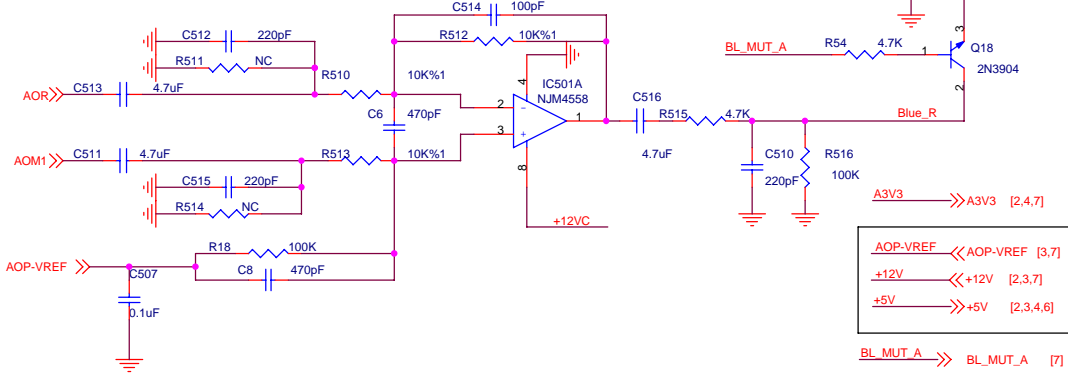 C514 100pF
C512 220pF
R512 10K%1
R511 NC
R510 10K%1
AOR C513 4.7uF
4
IC501A
NJM4558
C6 470pF
2
3
1
8
C516
4.7uF
R515 4.7K
BL_MUT_A R54 4.7K
3
1
2
Q18
2N3904
Blue_R
AOM1 C511 4.7uF
R513 10K%1
C515 220pF
R514 NC
C510
220pF
R516
100K
+12VC
R18 100K
AOP-VREF
C8 470pF
C507
0.1uF
A3V3 A3V3 [2,4,7]
AOP-VREF AOP-VREF [3,7]
+12V +12V [2,3,7]
+5V +5V [2,3,4,6]
BL_MUT_A BL_MUT_A [7]